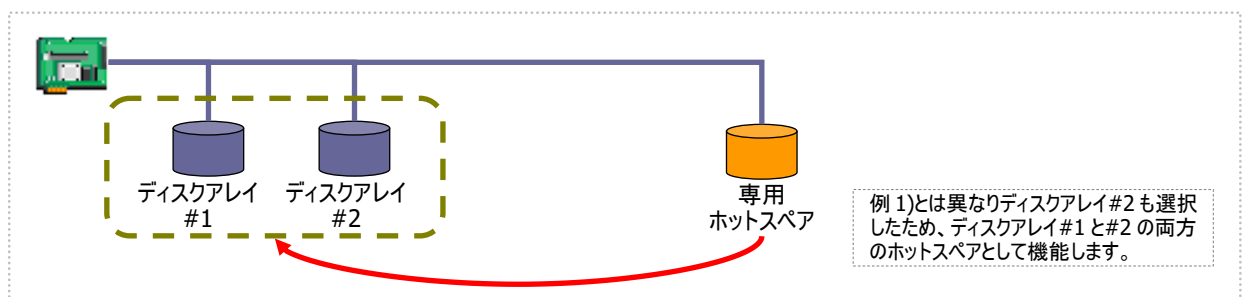 ディスクアレイ
#1
ディスクアレイ
#2
専用
ホットスペア
例 1)とは異なりディスクアレイ#2 も選択
したため、ディスクアレイ#1 と#2 の両方
のホットスペアとして機能します。